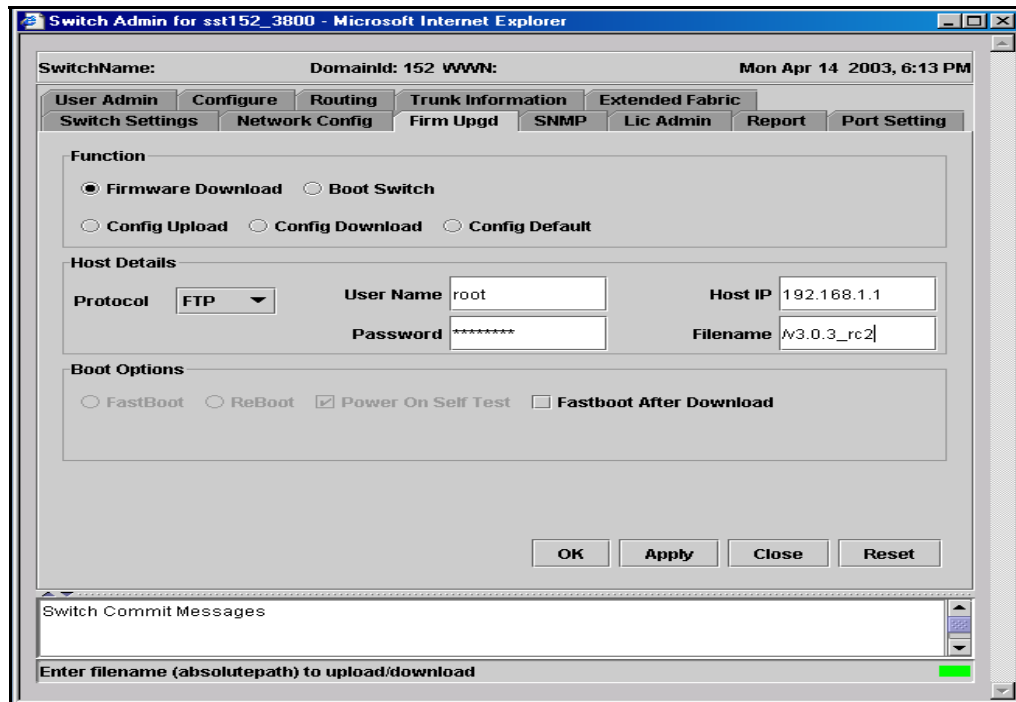 Switch Admin for sst152_3800 - Microsoft Internet Explorer
SwitchName: DomainId: 152 WWN: Mon Apr 14 2003, 6:13 PM
User Admin Configure Routing Trunk Information Extended Fabric
Switch Settings Network Config Firm Upgd SNMP Lic Admin Report Port Setting
Function
Firmware Download Boot Switch
Config Upload Config Download Config Default
Host Details
Protocol FTP User Name root Host IP 192.168.1.1
Password ******** Filename /v3.0.3_rc2
Boot Options
FastBoot ReBoot Power On Self Test Fastboot After Download
OK Apply Close Reset
Switch Commit Messages
Enter filename (absolutepath) to upload/download